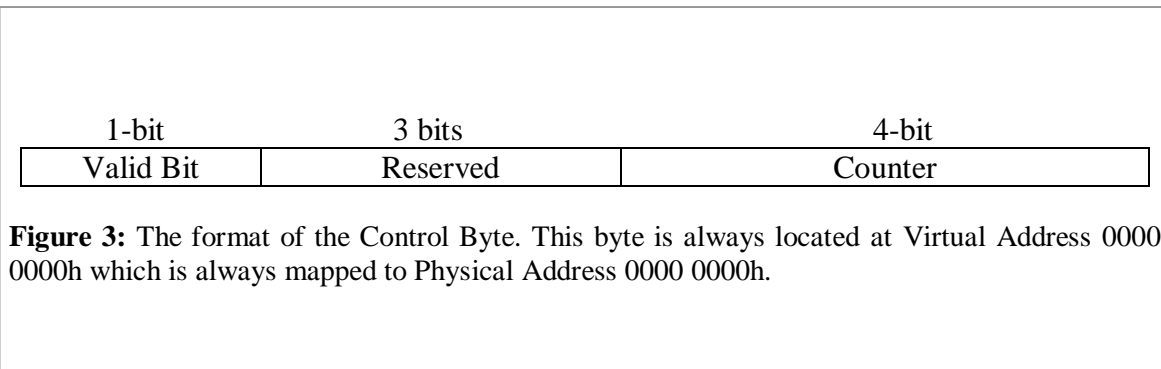 1-bit 3 bits 4-bit
Valid Bit Reserved Counter
Figure 3: The format of the Control Byte. This byte is always located at Virtual Address 0000
0000h which is always mapped to Physical Address 0000 0000h.